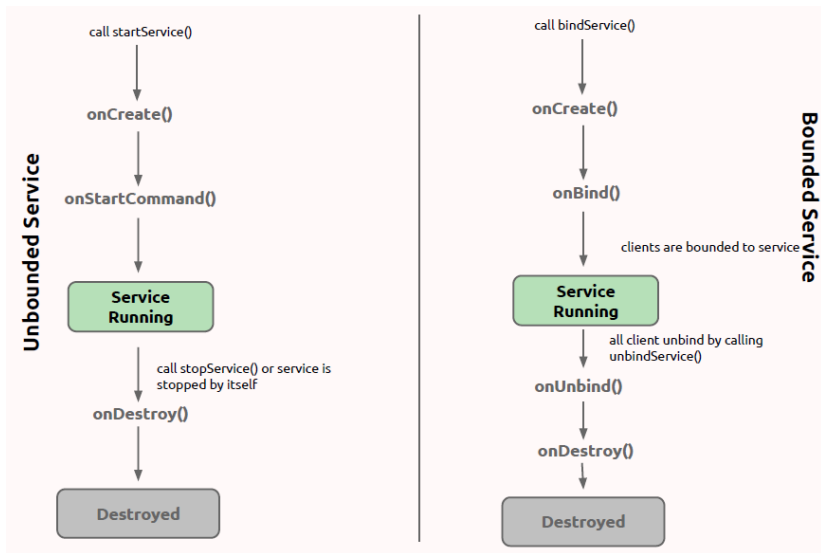 Unbounded Service
call startService()
onCreate()
onStartCommand()
Service
Running
call stopService() or service is
stopped by itself
onDestroy()
Destroyed
call bindService()
onCreate()
onBind()
clients are bounded to service
Service
Running
all client unbind by calling
unbindService()
onUnbind()
onDestroy()
Destroyed
Bounded Service